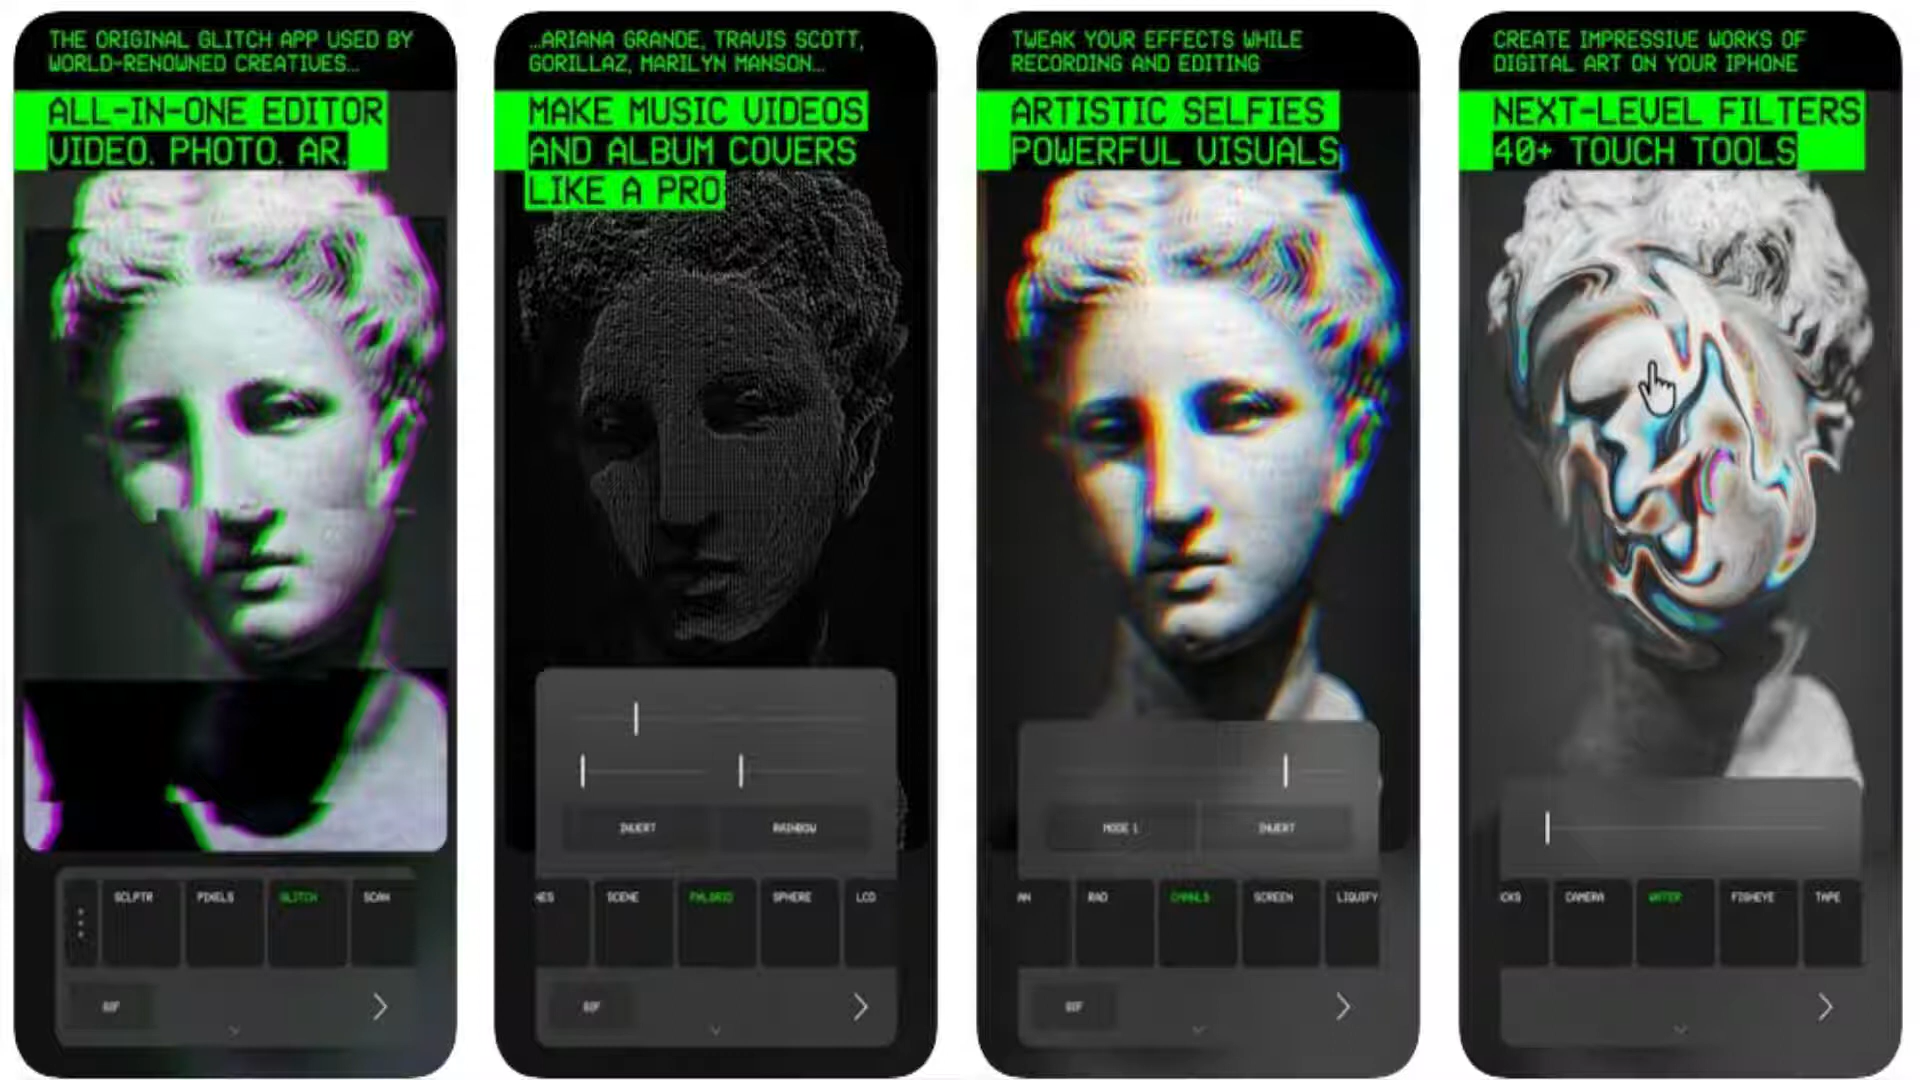 THE ORIGINAL GLITCH APP USED BY
WORLD-RENOWNED CREATIVES...
ALL-IN-ONE EDITOR
VIDEO. PHOTO. AR.
SCLPTR
PIXELS
GLITCH
SCAN
...ARIANA GRANDE, TRAVIS SCOTT,
GORILLAZ, MARILYN MANSON...
MAKE MUSIC VIDEOS
AND ALBUM COVERS
LIKE A PRO
INVERT
RAINBOW
SCENE
SPHERE
LCD
TWEAK YOUR EFFECTS WHILE
RECORDING AND EDITING
ARTISTIC SELFIES
POWERFUL VISUALS
MODE 1
INVERT
RAD
SCREEN
LIQUIFY
CREATE IMPRESSIVE WORKS OF
DIGITAL ART ON YOUR IPHONE
NEXT-LEVEL FILTERS
40+ TOUCH TOOLS
CAMERA
WATER
FISHEYE
TAPE